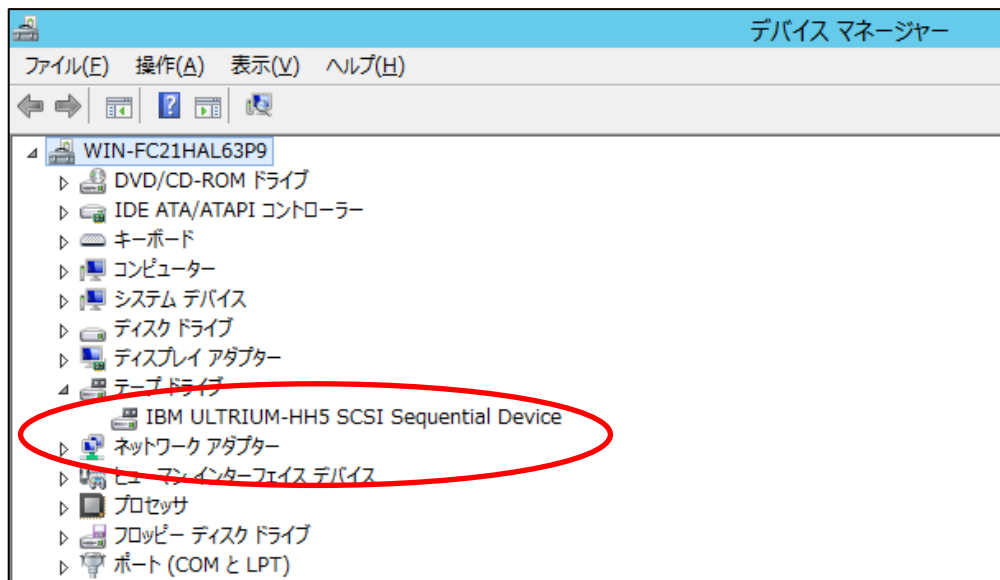 デバイス マネージャー
ファイル(F) 操作(A) 表示(V) ヘルプ(H)
WIN-FC21HAL63P9
DVD/CD-ROM ドライブ
IDE ATA/ATAPI コントローラー
キーボード
コンピューター
システム デバイス
ディスク ドライブ
ディスプレイ アダプター
テープ ドライブ
IBM ULTRIUM-HH5 SCSI Sequential Device
ネットワーク アダプター
ヒューマン インターフェイス デバイス
プロセッサ
フロッピー ディスク ドライブ
ポート (COM と LPT)